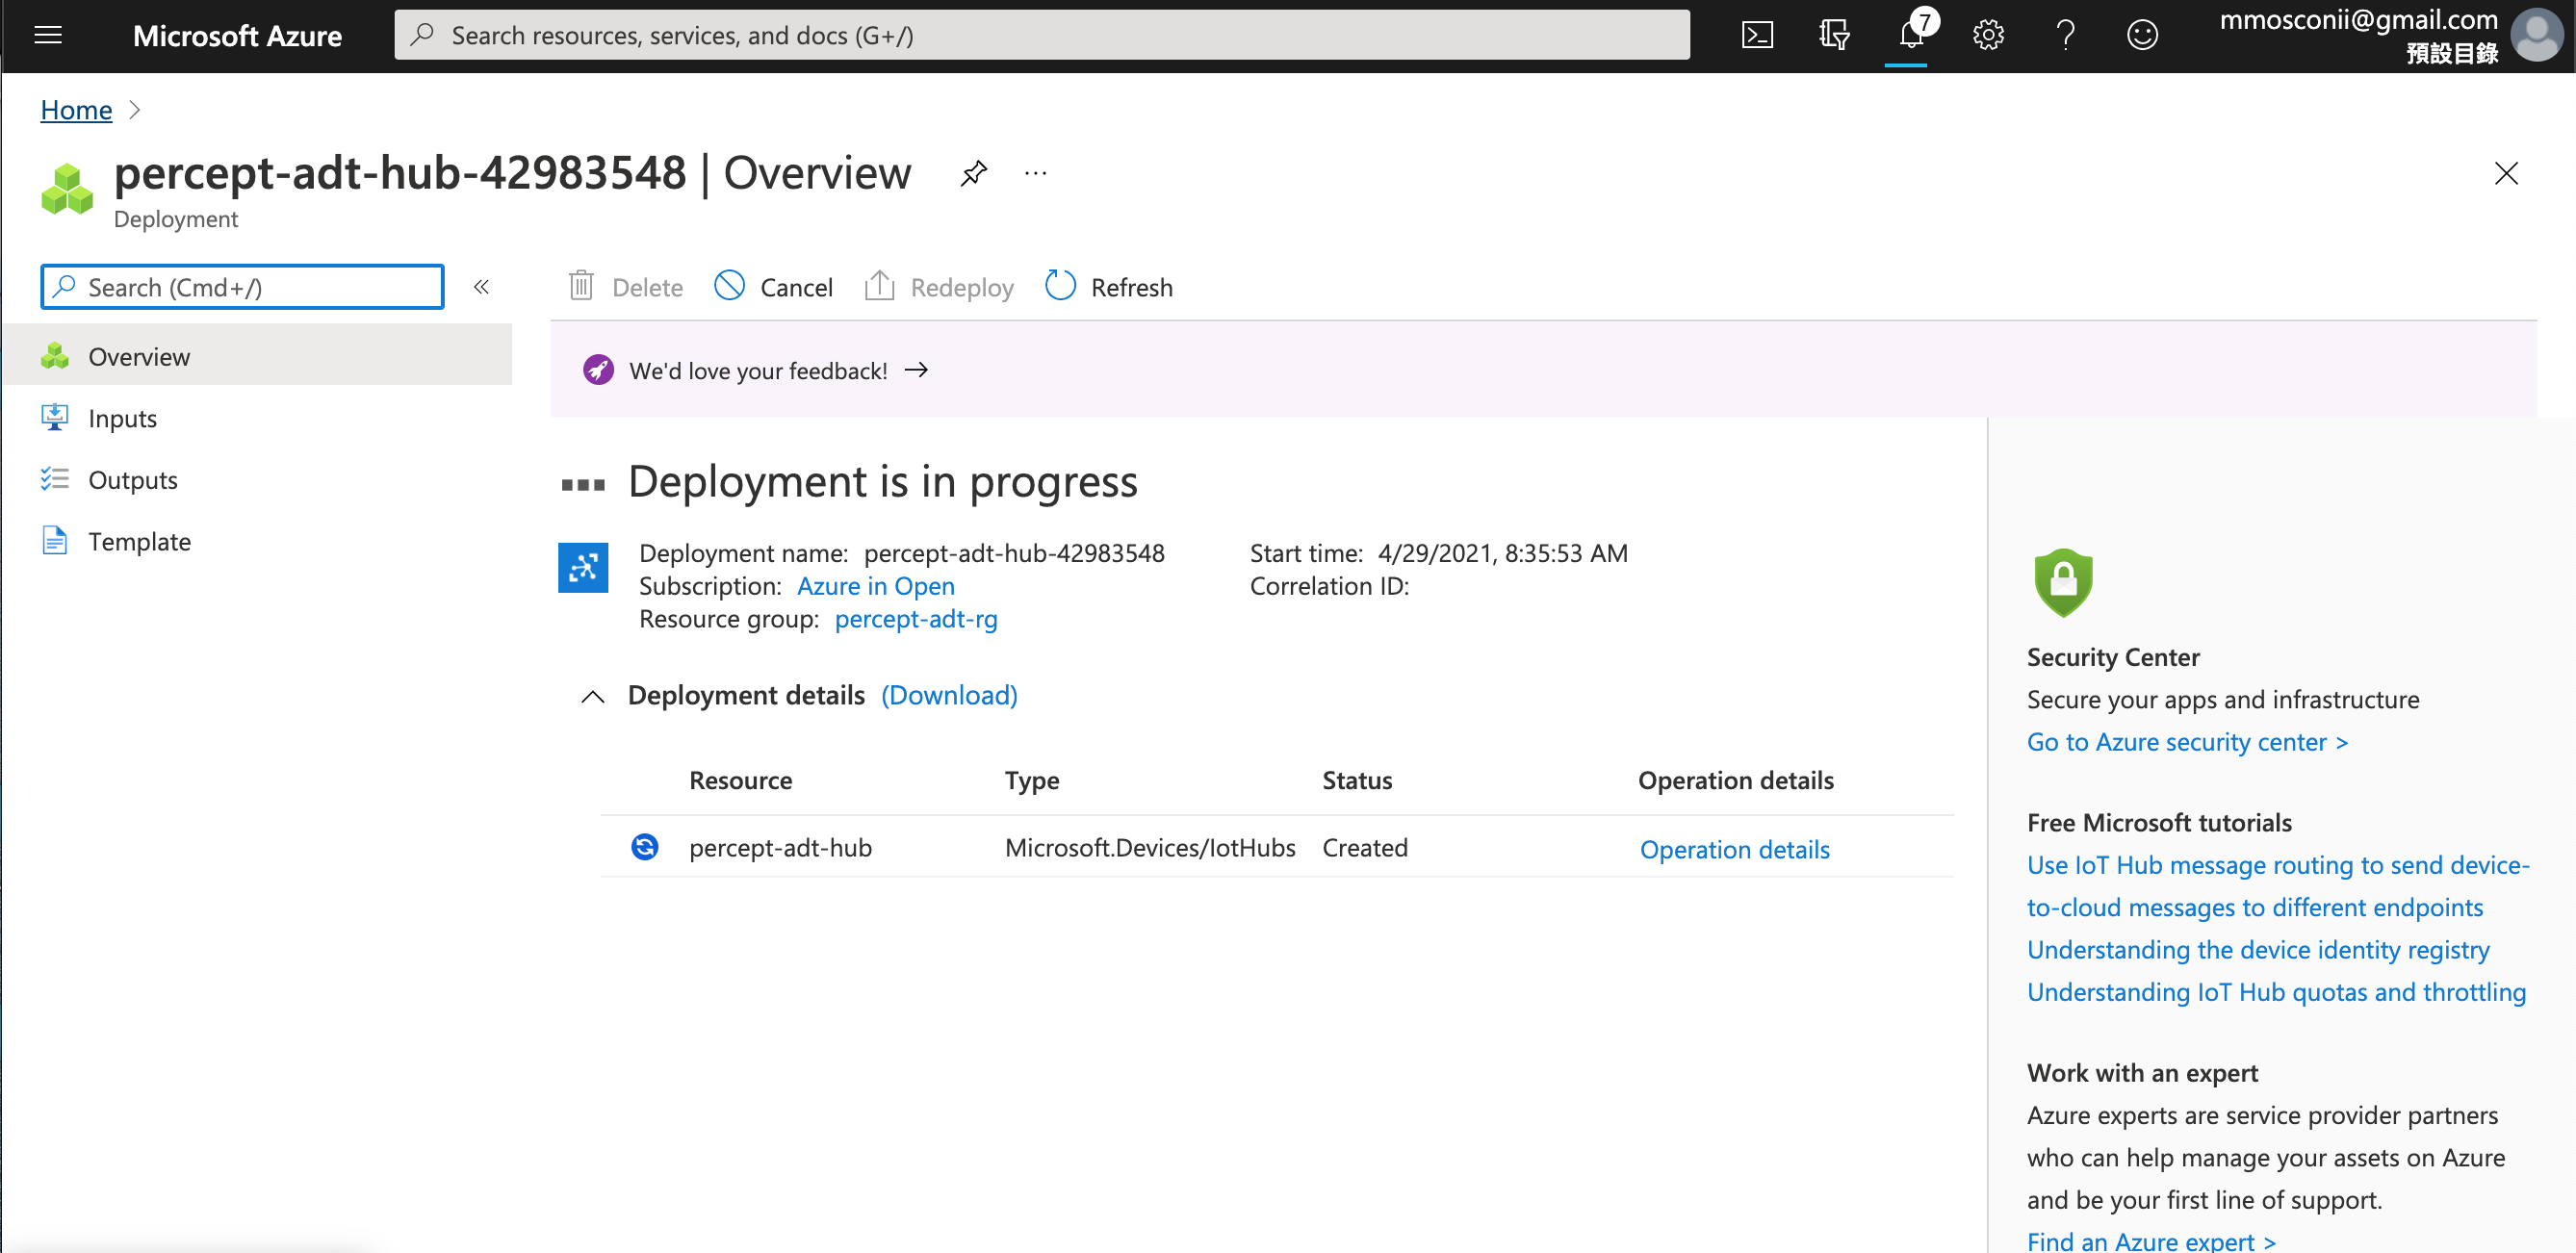 Microsoft Azure
Search resources, services, and docs (G+/)
7
mmosconii@gmail.com
預設目錄
Home
percept-adt-hub-42983548 | Overview
Deployment
Search (Cmd+/)
Overview
Inputs
Outputs
Template
Delete Cancel Redeploy Refresh
We'd love your feedback!
Deployment is in progress
Deployment name: percept-adt-hub-42983548
Subscription: Azure in Open
Resource group: percept-adt-rg
Start time: 4/29/2021, 8:35:53 AM
Correlation ID:
Deployment details (Download)
Resource Type Status Operation details
percept-adt-hub Microsoft.Devices/IotHubs Created Operation details
Security Center
Secure your apps and infrastructure
Go to Azure security center >
Free Microsoft tutorials
Use IoT Hub message routing to send device-
to-cloud messages to different endpoints
Understanding the device identity registry
Understanding IoT Hub quotas and throttling
Work with an expert
Azure experts are service provider partners
who can help manage your assets on Azure
and be your first line of support.
Find an Azure expert >